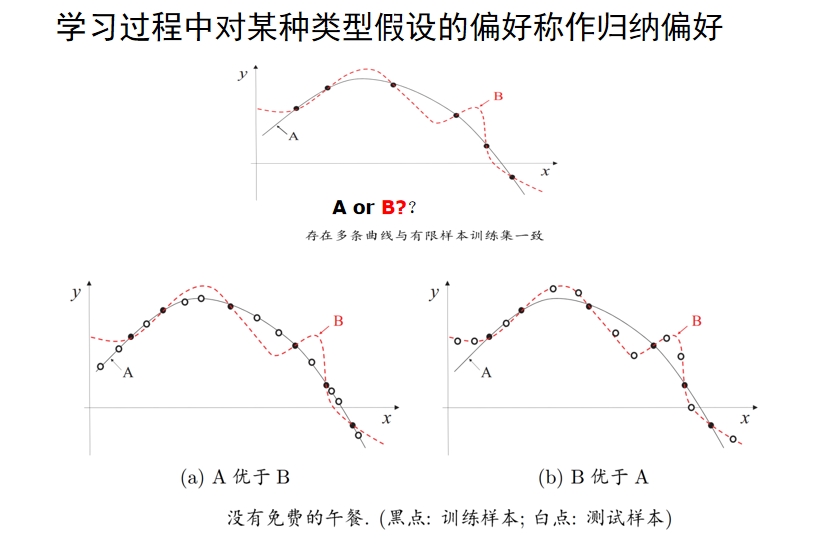 学习过程中对某种类型假设的偏好称作归纳偏好
y
B
A
x
A or B??
存在多条曲线与有限样本训练集一致
y
B
A
x
(a) A 优于 B
y
B
A
x
(b) B 优于 A
没有免费的午餐. (黑点: 训练样本; 白点: 测试样本)